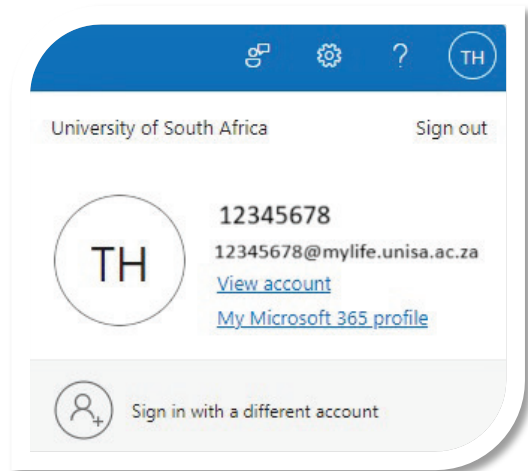 ? TH
University of South Africa Sign out
TH
12345678
12345678@mylife.unisa.ac.za
View account
My Microsoft 365 profile
Sign in with a different account